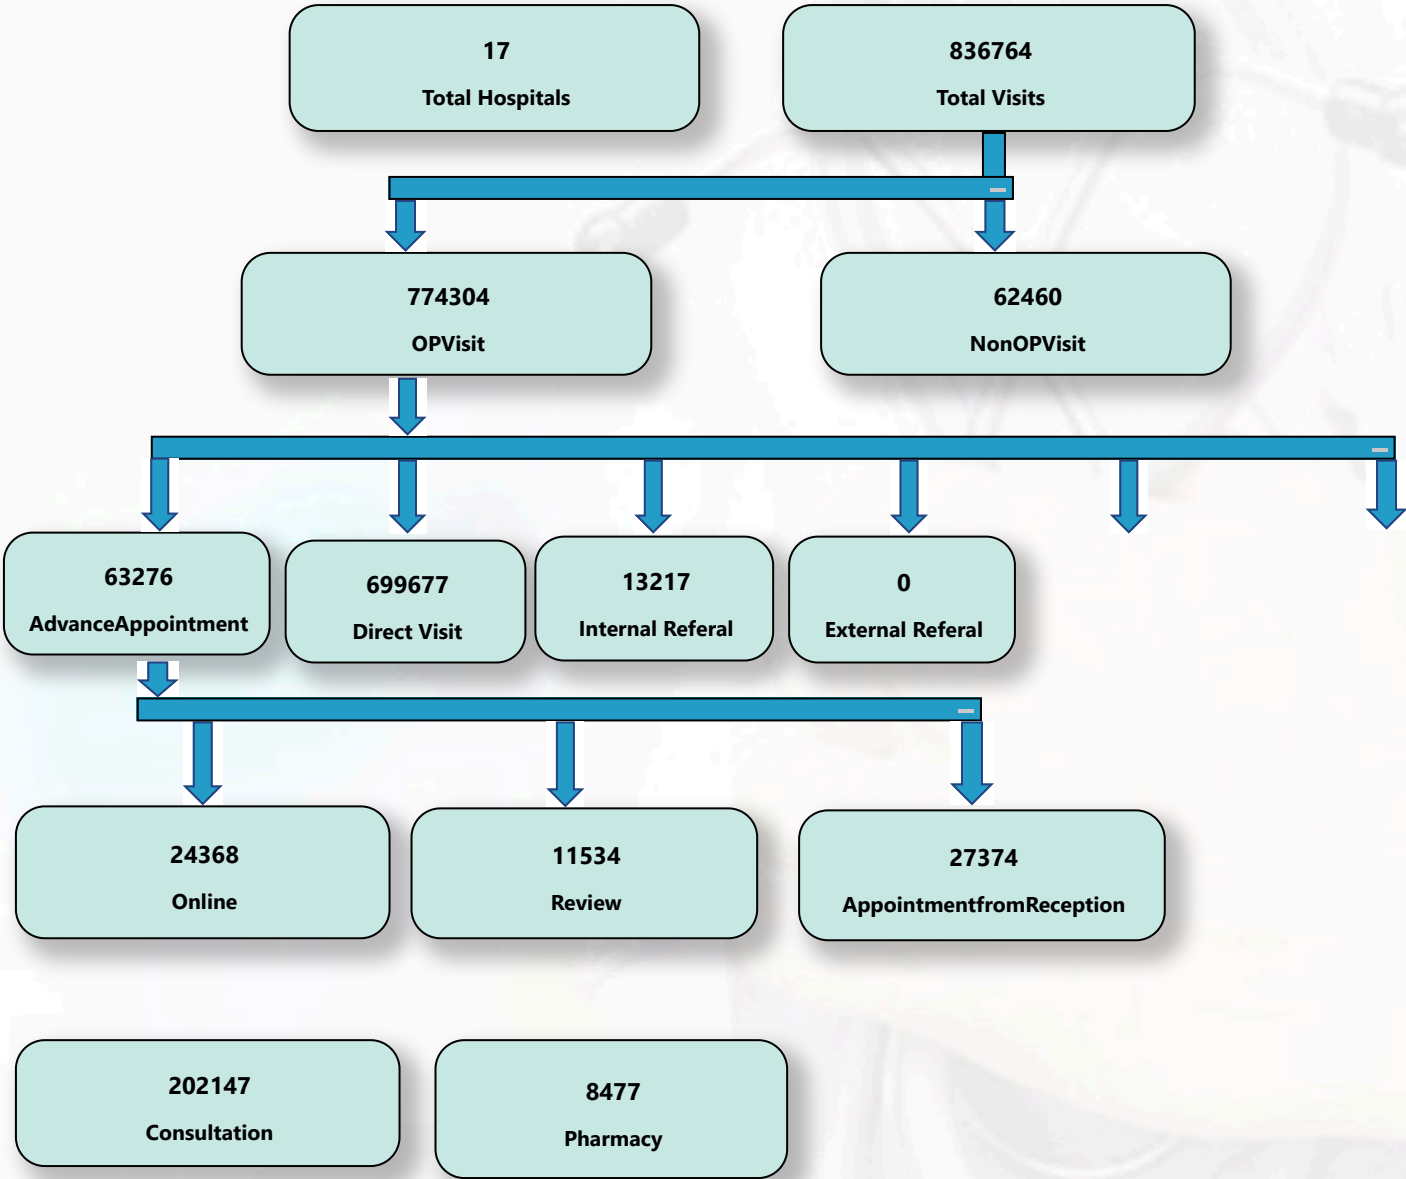 17
Total Hospitals
836764
Total Visits
774304
OPVisit
62460
NonOPVisit
63276
AdvanceAppointment
699677
Direct Visit
13217
Internal Referal
0
External Referal
24368
Online
11534
Review
27374
AppointmentfromReception
202147
Consultation
8477
Pharmacy